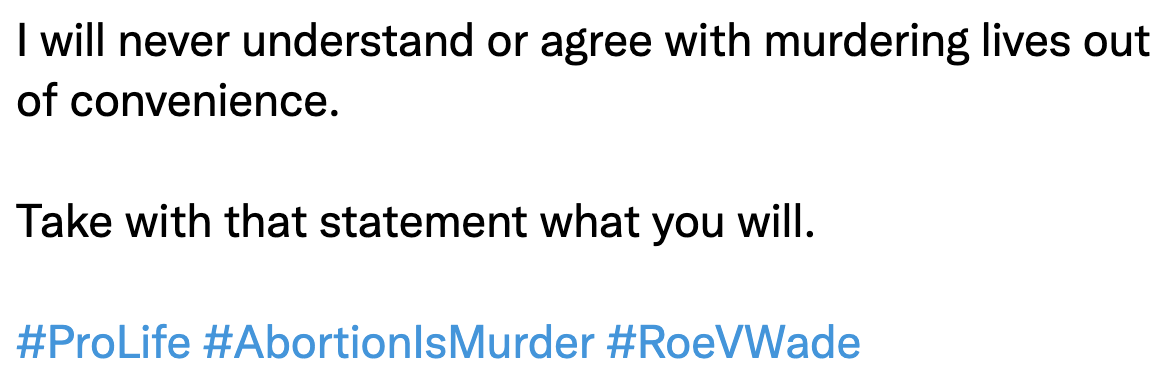 I will never understand or agree with murdering lives out
of convenience.
Take with that statement what you will.
#ProLife #AbortionIsMurder #RoeVWade